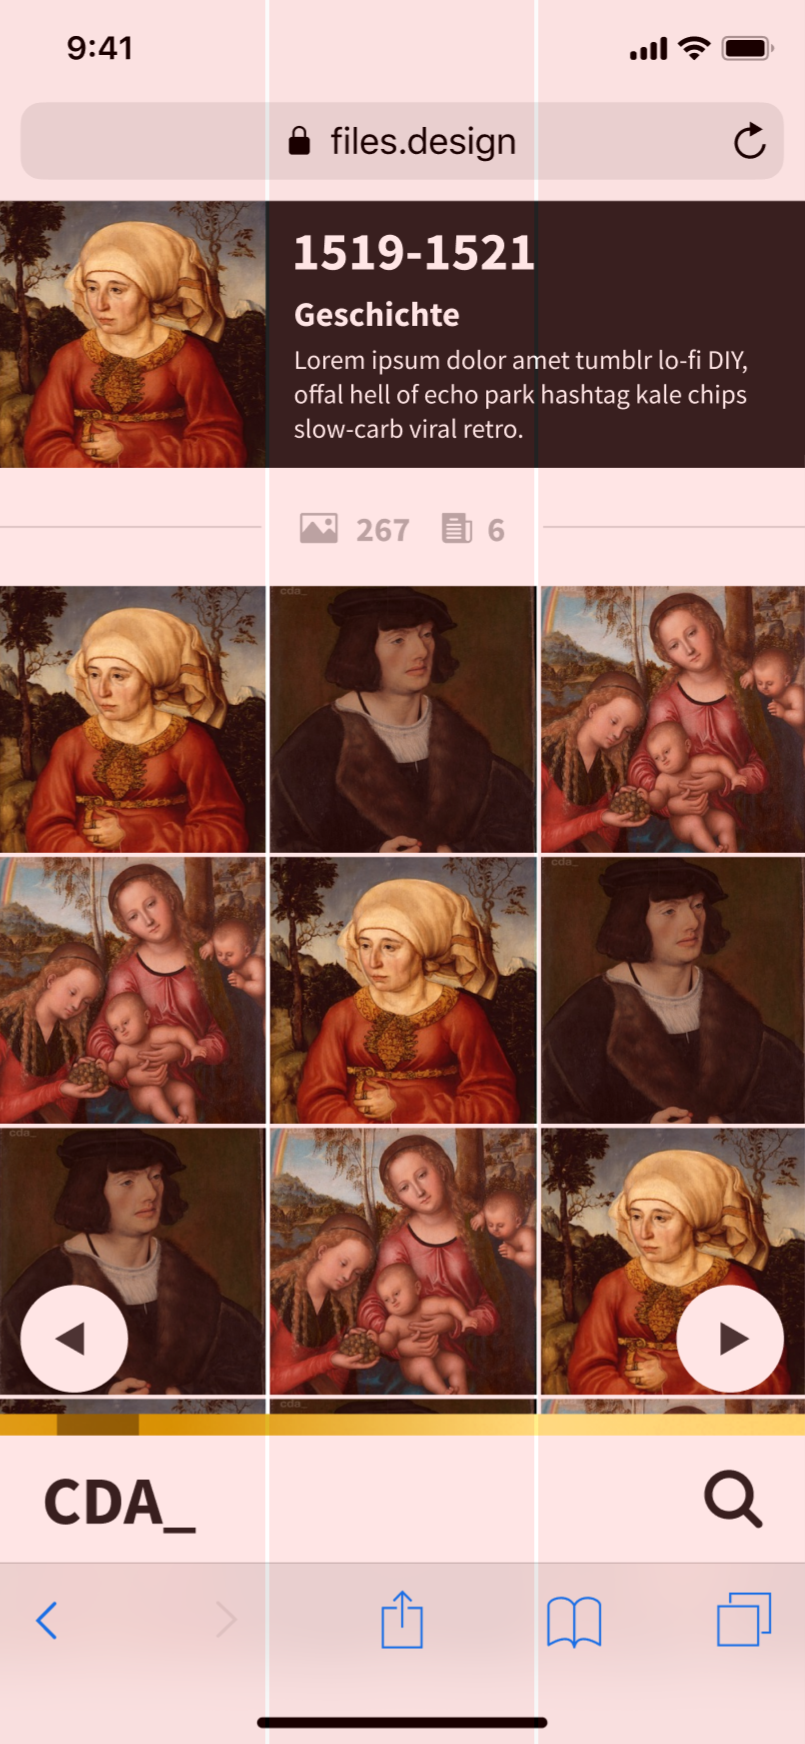 9:41
files.design
1519-1521
Geschichte
Lorem ipsum dolor amet tumblr lo-fi DIY,
offal hell of echo park hashtag kale chips
slow-carb viral retro.
267 6
cda_
cda_
cda_
cda_
CDA_